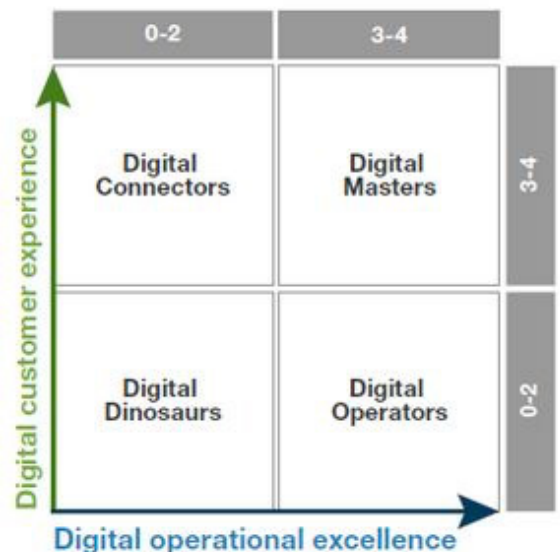 0-2 3-4
Digital customer experience
Digital
Connectors
Digital
Masters
3-4
Digital
Dinosaurs
Digital
Operators
0-2
Digital operational excellence